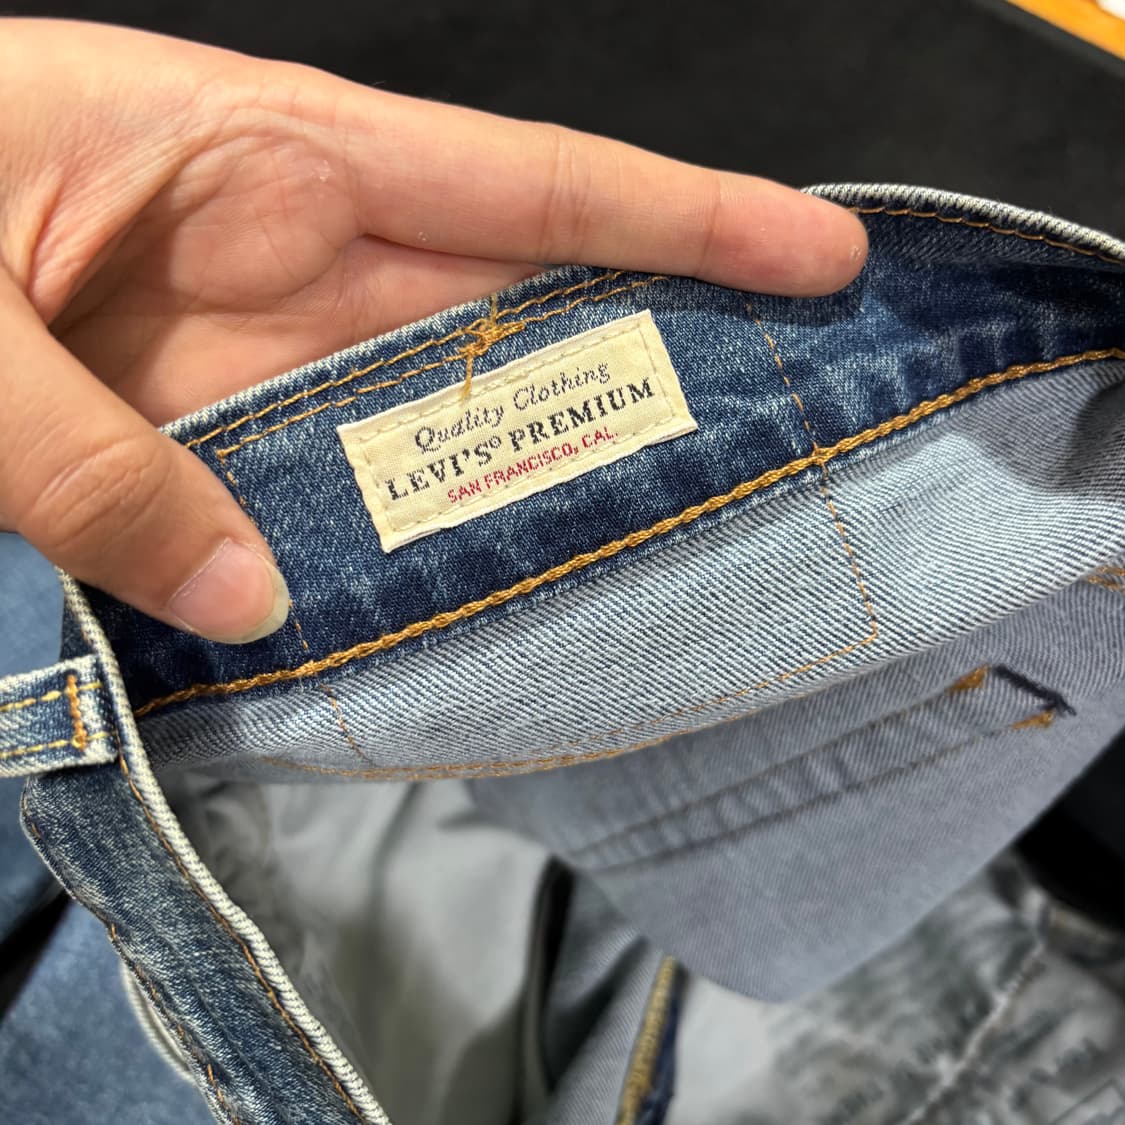 Quality Clothing
LEVI'S® PREMIUM
SAN FRANCISCO, CAL.